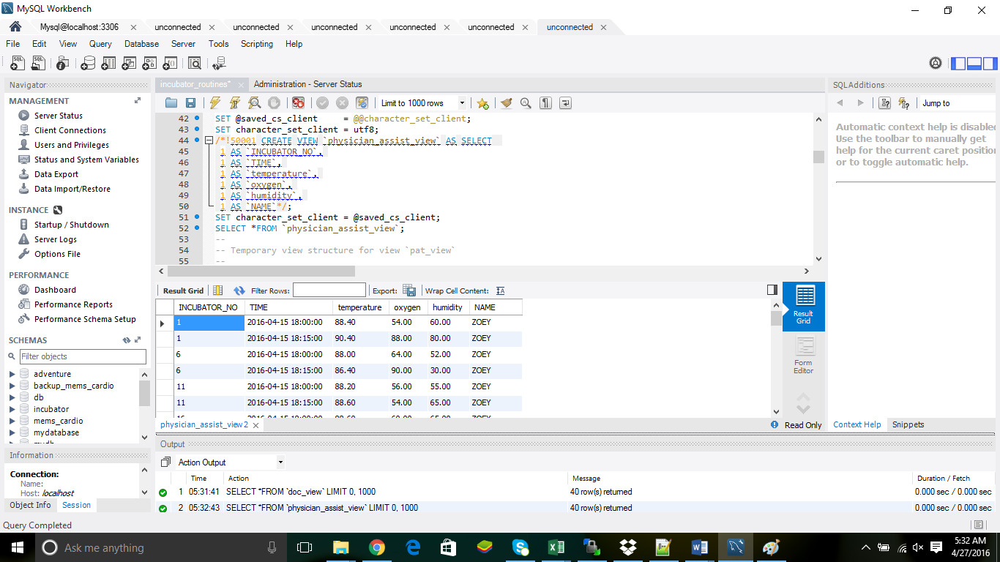 MySQL Workbench
Mysql@localhost:3306 unconnected unconnected unconnected unconnected unconnected unconnected
File Edit View Query Database Server Tools Scripting Help
Navigator
MANAGEMENT
Server Status
Client Connections
Users and Privileges
Status and System Variables
Data Export
Data Import/Restore
INSTANCE
Startup / Shutdown
Server Logs
Options File
PERFORMANCE
Dashboard
Performance Reports
Performance Schema Setup
SCHEMAS
Filter objects
adventure
backup_mems_cardio
db
incubator
mems_cardio
mydatabase
mydb
Information
Connection:
Name:
Host: localhost
Object Info Session
Query Completed
incubator_routines* Administration - Server Status
Limit to 1000 rows
42 SET @saved_cs_client     = @@character_set_client;
43 SET character_set_client = utf8;
44 /*!50001 CREATE VIEW `physician_assist_view` AS SELECT
45 1 AS `INCUBATOR_NO`,
46 1 AS `TIME`,
47 1 AS `temperature`,
48 1 AS `oxygen`,
49 1 AS `humidity`,
50 1 AS `NAME`*/;
51 SET character_set_client = @saved_cs_client;
52 SELECT *FROM `physician_assist_view`;
53 --
54 -- Temporary view structure for view `pat_view`
55 --
Result Grid Filter Rows: Export: Wrap Cell Content:
INCUBATOR_NO TIME temperature oxygen humidity NAME
1 2016-04-15 18:00:00 88.40 54.00 60.00 ZOEY
1 2016-04-15 18:15:00 90.40 88.00 80.00 ZOEY
6 2016-04-15 18:00:00 88.00 64.00 52.00 ZOEY
6 2016-04-15 18:15:00 86.40 90.00 30.00 ZOEY
11 2016-04-15 18:00:00 88.20 56.00 55.00 ZOEY
11 2016-04-15 18:15:00 88.60 54.00 65.00 ZOEY
Result Grid
Form Editor
physician_assist_view 2
Read Only
SQLAdditions
Jump to
Automatic context help is disabled
Use the toolbar to manually get
help for the current caret position
or to toggle automatic help.
Context Help Snippets
Output
Action Output
Time Action Message Duration / Fetch
1 05:31:41 SELECT *FROM `doc_view` LIMIT 0, 1000 40 row(s) returned 0.000 sec / 0.000 sec
2 05:32:43 SELECT *FROM `physician_assist_view` LIMIT 0, 1000 40 row(s) returned 0.000 sec / 0.000 sec
Ask me anything
5:32 AM
4/27/2016